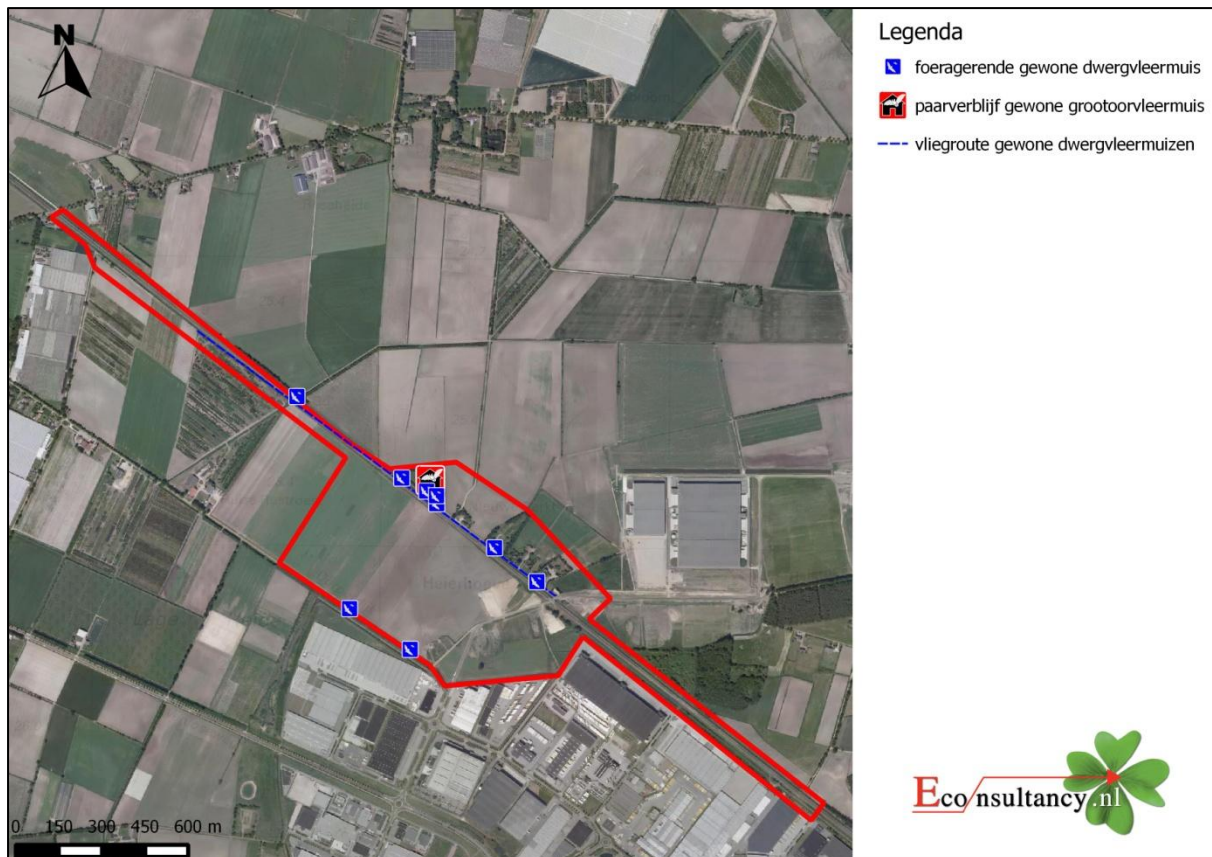 N
Legenda
foeragerende gewone dwergvleermuis
paarverblijf gewone grootoorvleermuis
vliegroute gewone dwergvleermuizen
0 150 300 450 600 m
Econsultancy.nl